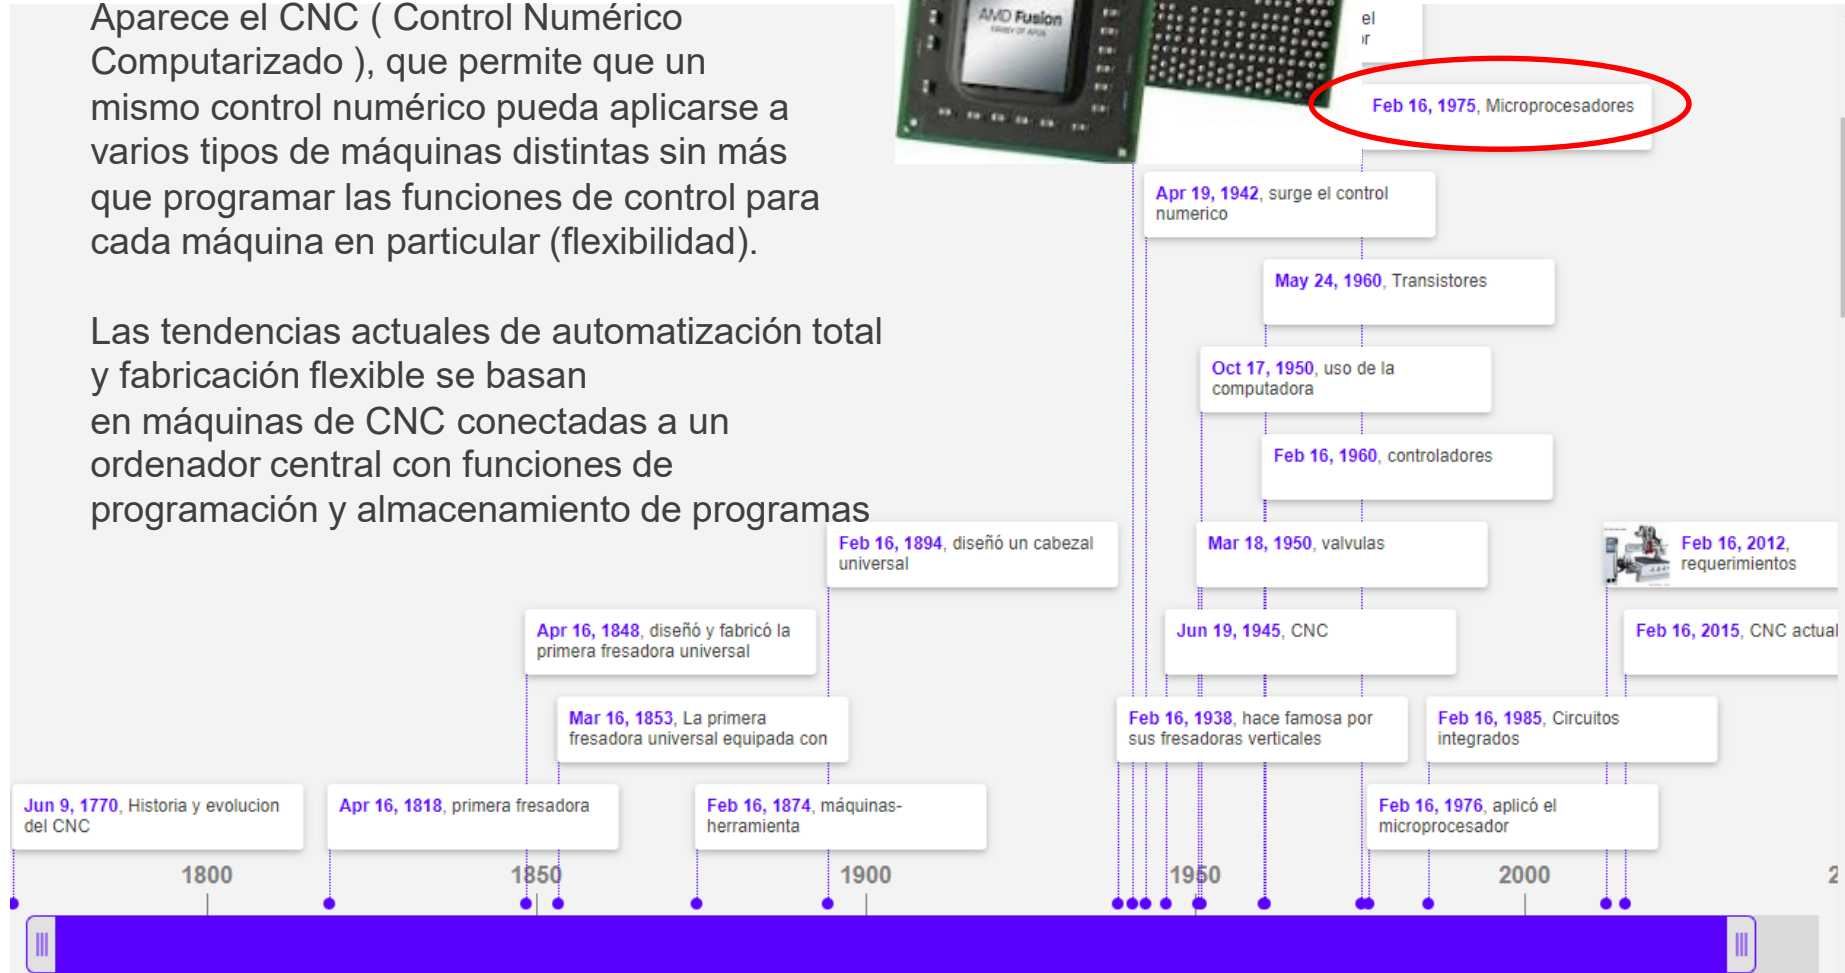 Aparece el CNC ( Control Numérico
Computarizado ), que permite que un
mismo control numérico pueda aplicarse a
varios tipos de máquinas distintas sin más
que programar las funciones de control para
cada máquina en particular (flexibilidad).
Las tendencias actuales de automatización total
y fabricación flexible se basan
en máquinas de CNC conectadas a un
ordenador central con funciones de
programación y almacenamiento de programas
AMD Fusion
el
Feb 16, 1975, Microprocesadores
Apr 19, 1942, surge el control
numerico
May 24, 1960, Transistores
Oct 17, 1950, uso de la
computadora
Feb 16, 1960, controladores
Feb 16, 1894, diseñó un cabezal
universal
Mar 18, 1950, valvulas
Feb 16, 2012,
requerimientos
Apr 16, 1848, diseñó y fabricó la
primera fresadora universal
Jun 19, 1945, CNC
Feb 16, 2015, CNC actual
Mar 16, 1853, La primera
fresadora universal equipada con
Feb 16, 1938, hace famosa por
sus fresadoras verticales
Feb 16, 1985, Circuitos
integrados
Jun 9, 1770, Historia y evolucion
del CNC
Apr 16, 1818, primera fresadora
Feb 16, 1874, máquinas-
herramienta
Feb 16, 1976, aplicó el
microprocesador
1800
1850
1900
1950
2000